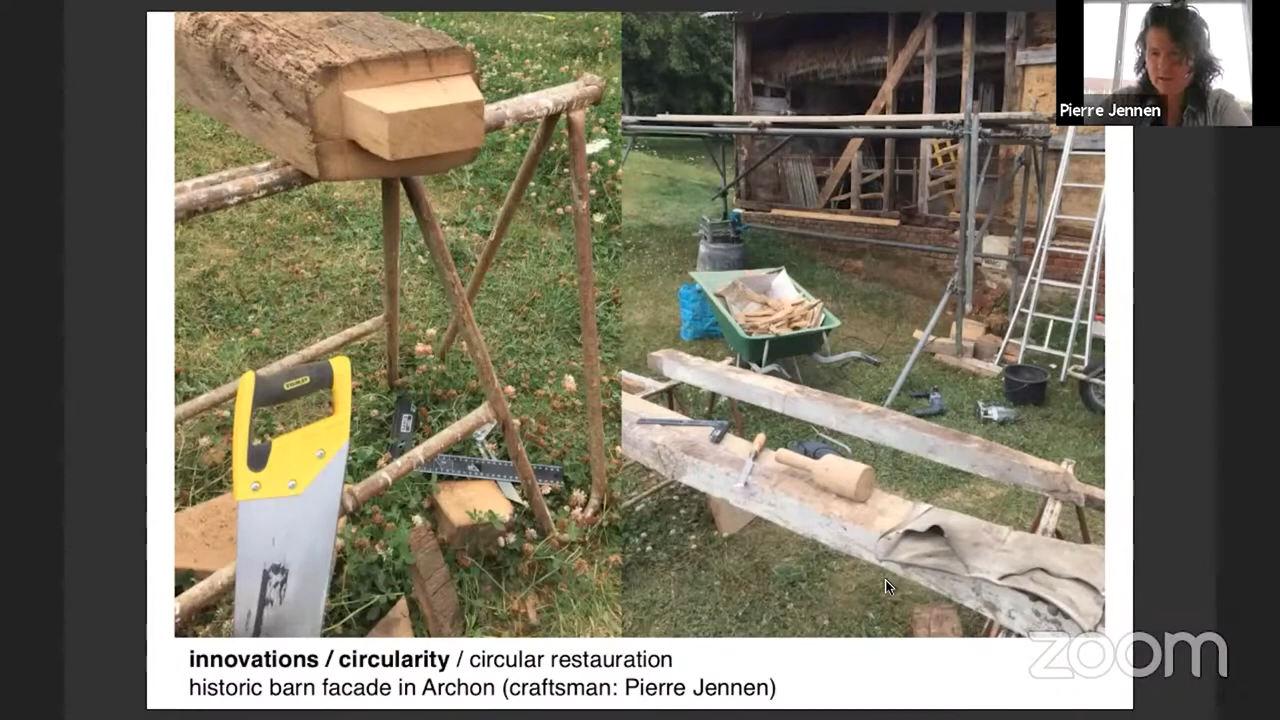 Pierre Jennen
STANLEY
innovations / circularity / circular restauration
historic barn facade in Archon (craftsman: Pierre Jennen)
zoom